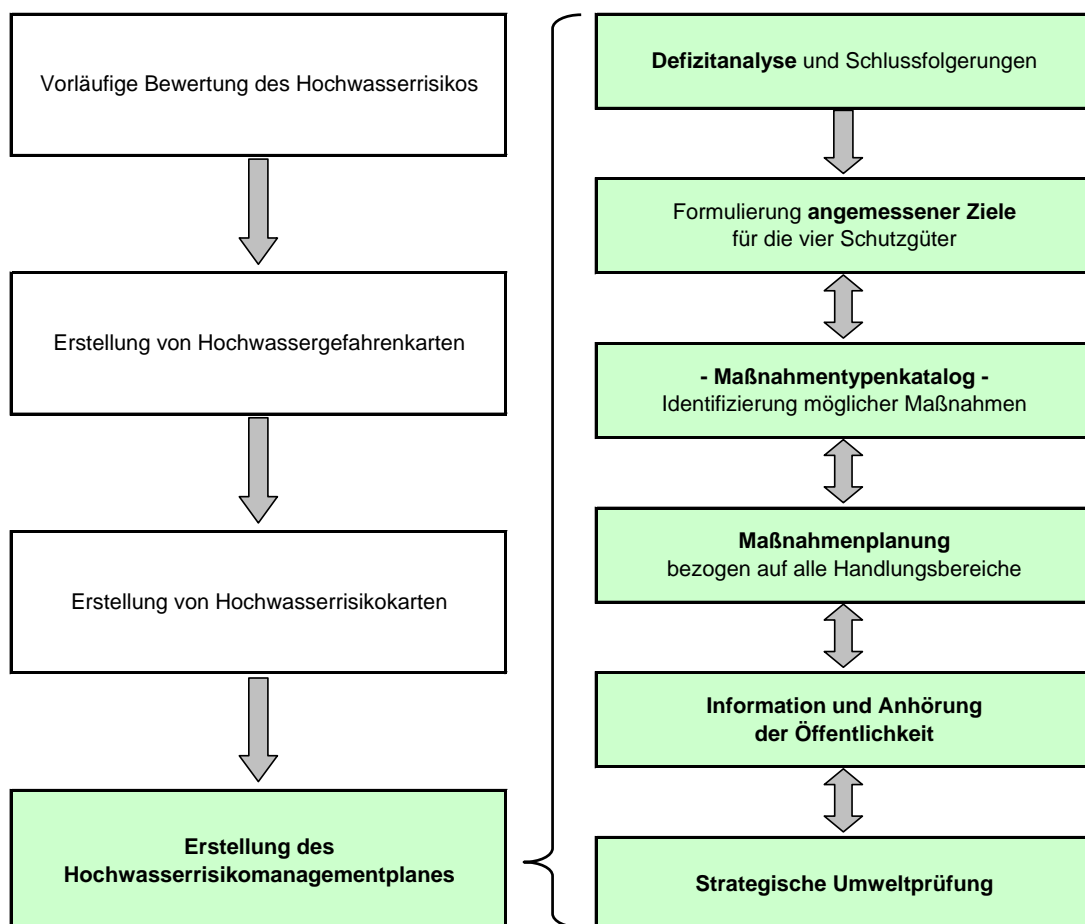 Vorläufige Bewertung des Hochwasserrisikos
Erstellung von Hochwassergefahrenkarten
Erstellung von Hochwasserrisikokarten
Erstellung des
Hochwasserrisikomanagementplanes
Defizitanalyse und Schlussfolgerungen
Formulierung angemessener Ziele
für die vier Schutzgüter
- Maßnahmentypenkatalog -
Identifizierung möglicher Maßnahmen
Maßnahmenplanung
bezogen auf alle Handlungsbereiche
Information und Anhörung
der Öffentlichkeit
Strategische Umweltprüfung